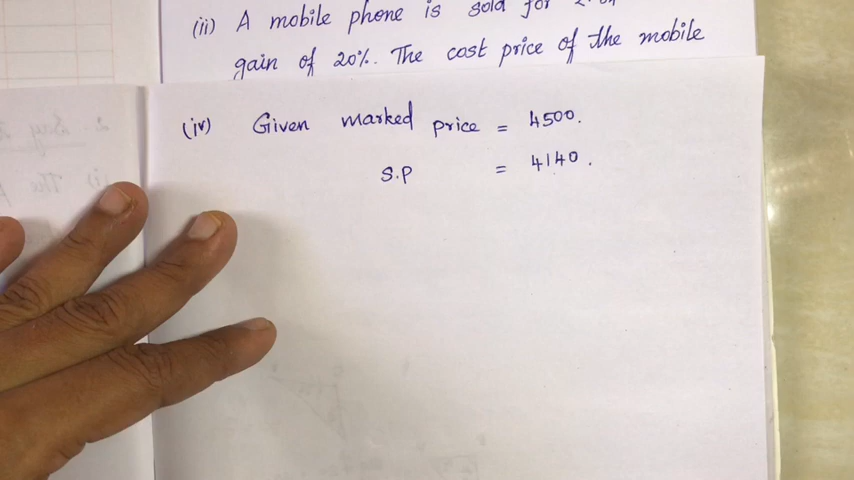 (ii) A mobile phone is sold for
gain of 20%. The cost price of the mobile
(iv) Given marked price = 4500.
S.P = 4140.